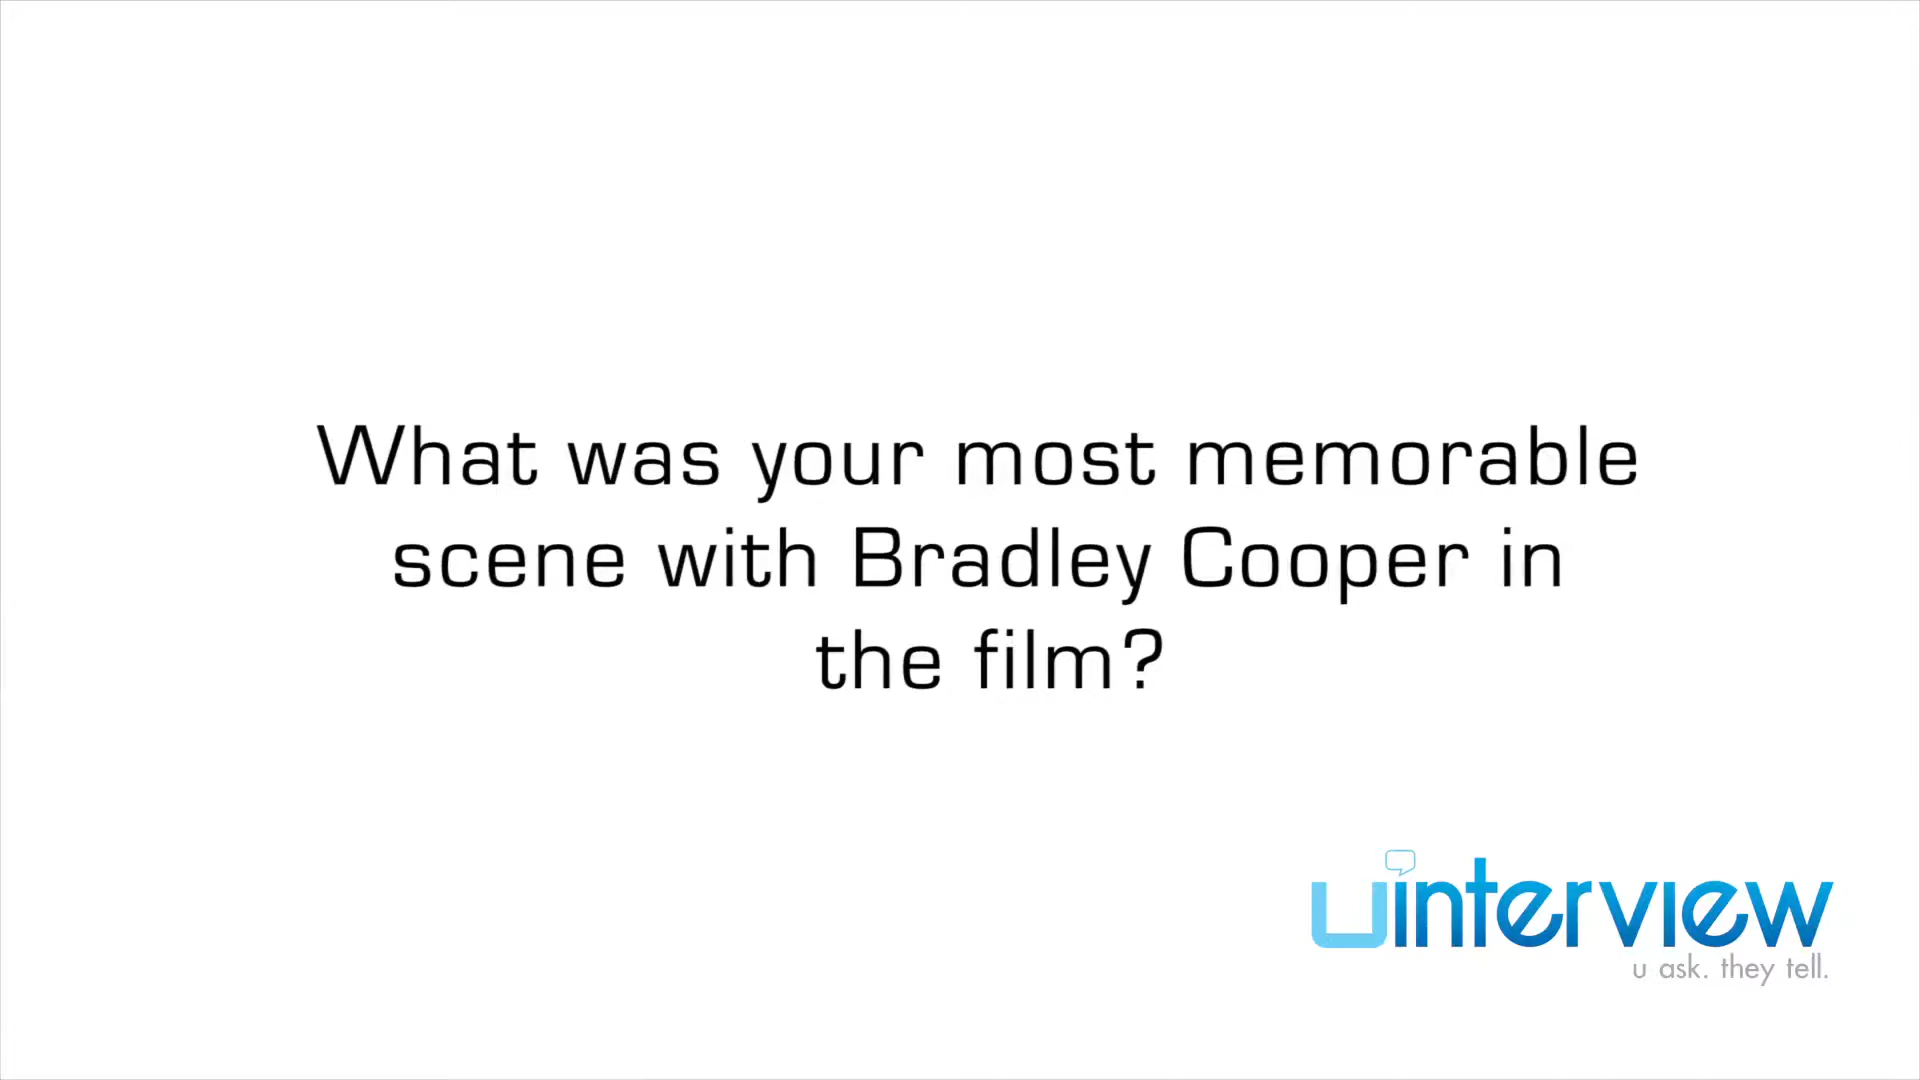 What was your most memorable
scene with Bradley Cooper in
the film?
uinterview
u ask. they tell.